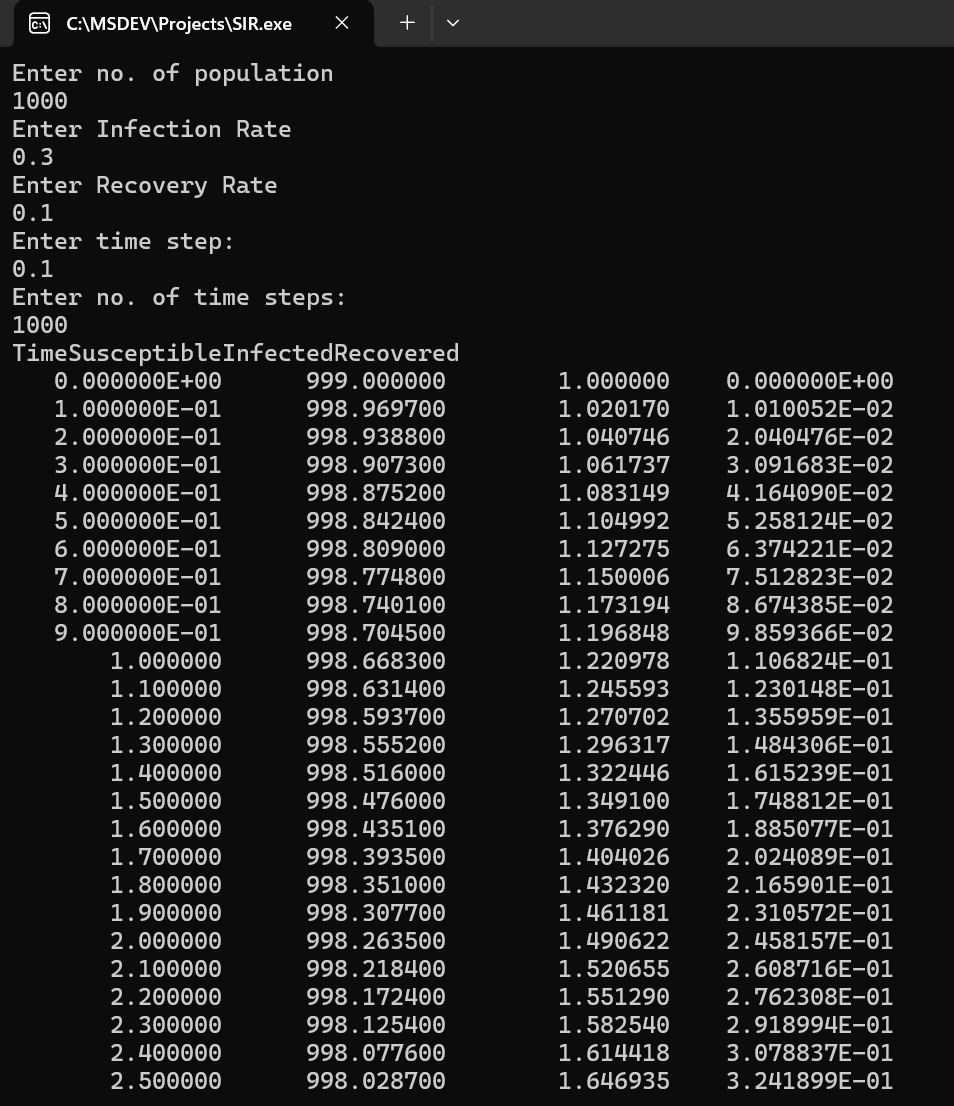 C:\MSDEV\Projects\SIR.exe
Enter no. of population
1000
Enter Infection Rate
0.3
Enter Recovery Rate
0.1
Enter time step:
0.1
Enter no. of time steps:
1000
TimeSusceptibleInfectedRecovered
0.000000E+00 999.000000 1.000000 0.000000E+00
1.000000E-01 998.969700 1.020170 1.010052E-02
2.000000E-01 998.938800 1.040746 2.040476E-02
3.000000E-01 998.907300 1.061737 3.091683E-02
4.000000E-01 998.875200 1.083149 4.164090E-02
5.000000E-01 998.842400 1.104992 5.258124E-02
6.000000E-01 998.809000 1.127275 6.374221E-02
7.000000E-01 998.774800 1.150006 7.512823E-02
8.000000E-01 998.740100 1.173194 8.674385E-02
9.000000E-01 998.704500 1.196848 9.859366E-02
1.000000 998.668300 1.220978 1.106824E-01
1.100000 998.631400 1.245593 1.230148E-01
1.200000 998.593700 1.270702 1.355959E-01
1.300000 998.555200 1.296317 1.484306E-01
1.400000 998.516000 1.322446 1.615239E-01
1.500000 998.476000 1.349100 1.748812E-01
1.600000 998.435100 1.376290 1.885077E-01
1.700000 998.393500 1.404026 2.024089E-01
1.800000 998.351000 1.432320 2.165901E-01
1.900000 998.307700 1.461181 2.310572E-01
2.000000 998.263500 1.490622 2.458157E-01
2.100000 998.218400 1.520655 2.608716E-01
2.200000 998.172400 1.551290 2.762308E-01
2.300000 998.125400 1.582540 2.918994E-01
2.400000 998.077600 1.614418 3.078837E-01
2.500000 998.028700 1.646935 3.241899E-01